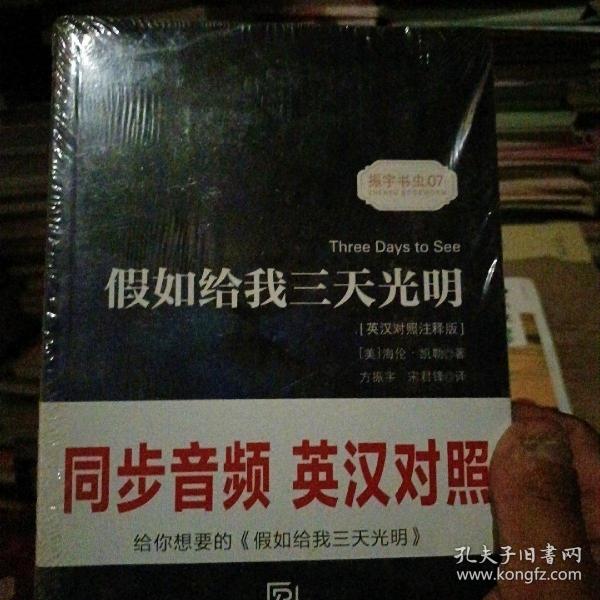 振宇书虫.07
Three Days to See
假如给我三天光明
[英汉对照注释版]
[美]海伦·凯勒◎著
方振宇 宋君锋◎译
同步音频 英汉对照
给你想要的《假如给我三天光明》
孔夫子旧书网
www.kongfz.com